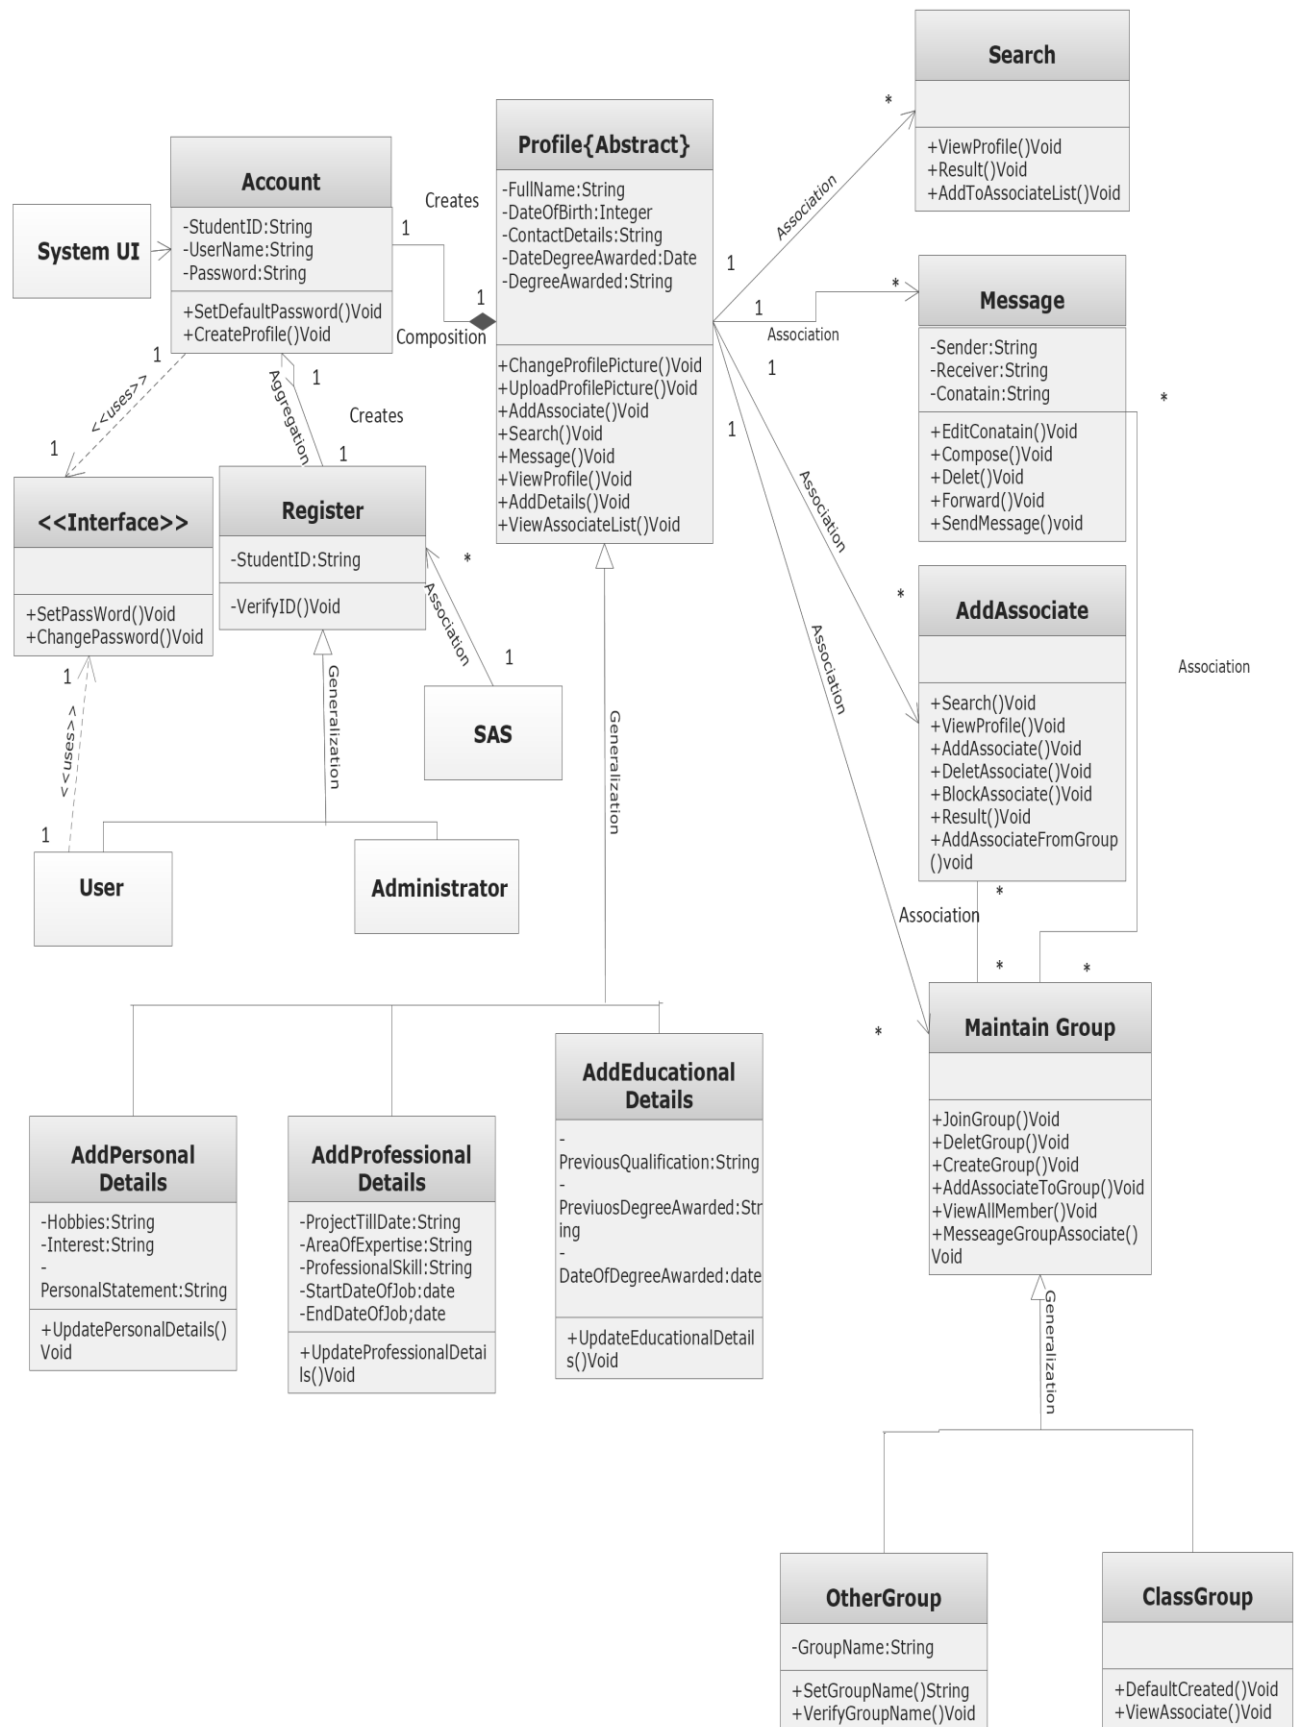 Search
+ViewProfile()Void
+Result()Void
+AddToAssociateList()Void
*
Association
1
Profile{Abstract}
-FullName:String
-DateOfBirth:Integer
-ContactDetails:String
-DateDegreeAwarded:Date
-DegreeAwarded:String
+ChangeProfilePicture()Void
+UploadProfilePicture()Void
+AddAssociate()Void
+Search()Void
+Message()Void
+ViewProfile()Void
+AddDetails()Void
+ViewAssociateList()Void
Account
-StudentID:String
-UserName:String
-Password:String
+SetDefaultPassword()Void
+CreateProfile()Void
System UI
Creates
1
1
Composition
1
<<uses>>
1
1
Aggregation
Creates
1
<<Interface>>
+SetPassWord()Void
+ChangePassword()Void
Register
-StudentID:String
-VerifyID()Void
*
Association
1
SAS
1
<<uses<<>
1
Generalization
User
Administrator
Message
-Sender:String
-Receiver:String
-Conatain:String
+EditConatain()Void
+Compose()Void
+Delet()Void
+Forward()Void
+SendMessage()void
*
1
Association
1
1
*
Association
Association
*
Association
AddAssociate
+Search()Void
+ViewProfile()Void
+AddAssociate()Void
+DeletAssociate()Void
+BlockAssociate()Void
+Result()Void
+AddAssociateFromGroup
()void
*
Association
*
*
*
Maintain Group
+JoinGroup()Void
+DeletGroup()Void
+CreateGroup()Void
+AddAssociateToGroup()Void
+ViewAllMember()Void
+MesseageGroupAssociate()
Void
Generalization
Generalization
AddPersonal
Details
-Hobbies:String
-Interest:String
-
PersonalStatement:String
+UpdatePersonalDetails()
Void
AddProfessional
Details
-ProjectTillDate:String
-AreaOfExpertise:String
-ProfessionalSkill:String
-StartDateOfJob:date
-EndDateOfJob;date
+UpdateProfessionalDetai
ls()Void
AddEducational
Details
-
PreviousQualification:String
-
PreviuosDegreeAwarded:Str
ing
-
DateOfDegreeAwarded:date
+UpdateEducationalDetail
s()Void
OtherGroup
-GroupName:String
+SetGroupName()String
+VerifyGroupName()Void
ClassGroup
+DefaultCreated()Void
+ViewAssociate()Void